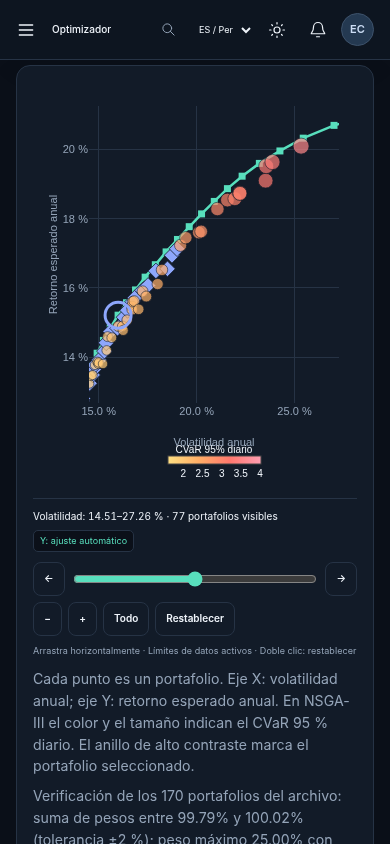 Optimizador
ES / Per
EC
Retorno esperado anual
20 %
18 %
16 %
14 %
15.0 %
20.0 %
25.0 %
Volatilidad anual
CVaR 95% diario
2
2.5
3
3.5
4
Volatilidad: 14.51–27.26 % · 77 portafolios visibles
Y: ajuste automático
←
→
−
+
Todo
Restablecer
Arrastra horizontalmente · Límites de datos activos · Doble clic: restablecer
Cada punto es un portafolio. Eje X: volatilidad
anual; eje Y: retorno esperado anual. En NSGA-
III el color y el tamaño indican el CVaR 95 %
diario. El anillo de alto contraste marca el
portafolio seleccionado.
Verificación de los 170 portafolios del archivo:
suma de pesos entre 99.79% y 100.02%
(tolerancia ±2 %); peso máximo 25.00% con